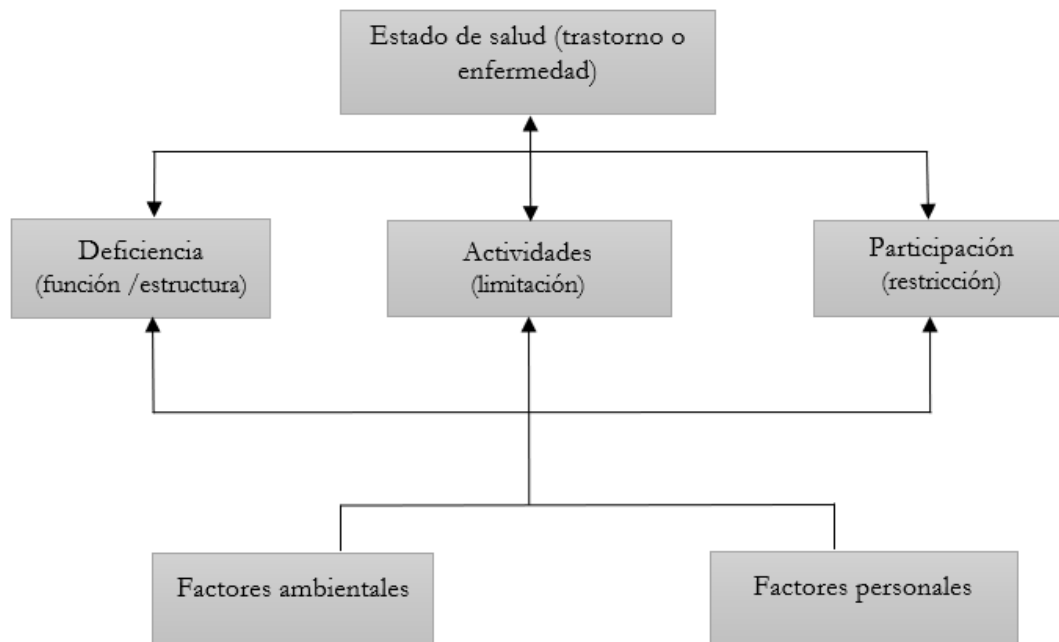 Estado de salud (trastorno o
enfermedad)
Deficiencia
(función /estructura)
Actividades
(limitación)
Participación
(restricción)
Factores ambientales
Factores personales